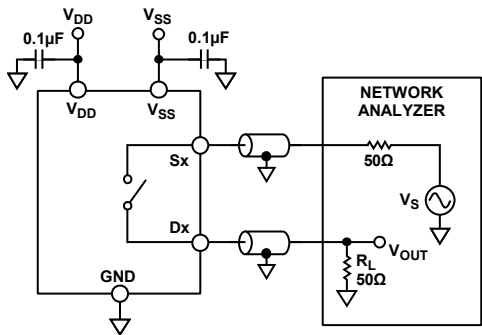 VDD
VSS
0.1µF
0.1µF
VDD
VSS
NETWORK
ANALYZER
Sx
50Ω
VS
Dx
VOUT
RL
50Ω
GND